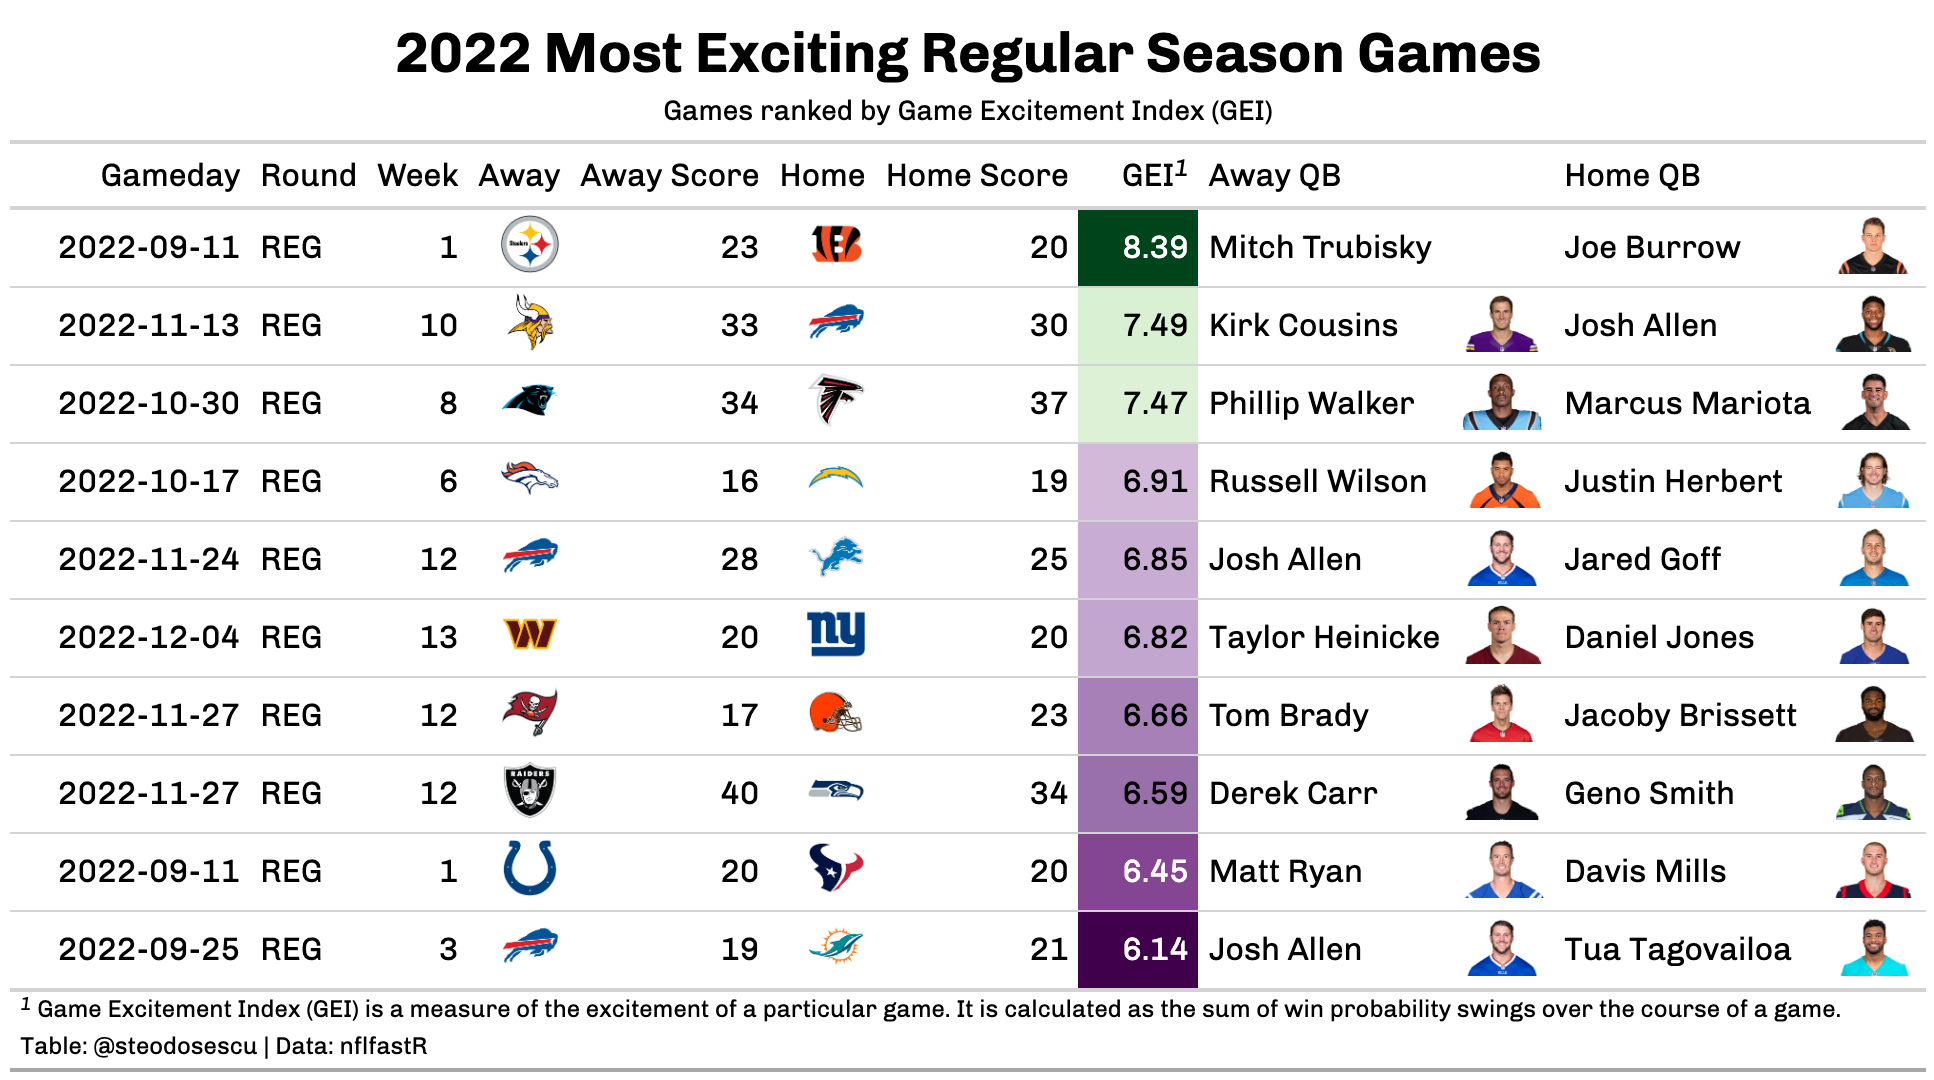 2022 Most Exciting Regular Season Games
Games ranked by Game Excitement Index (GEI)
Gameday Round Week Away Away Score Home Home Score GEI¹ Away QB Home QB
2022-09-11 REG 1 Steelers 23 20 8.39 Mitch Trubisky Joe Burrow
2022-11-13 REG 10 33 30 7.49 Kirk Cousins Josh Allen
2022-10-30 REG 8 34 37 7.47 Phillip Walker Marcus Mariota
2022-10-17 REG 6 16 19 6.91 Russell Wilson Justin Herbert
2022-11-24 REG 12 28 25 6.85 Josh Allen Jared Goff
2022-12-04 REG 13 W 20 ny 20 6.82 Taylor Heinicke Daniel Jones
2022-11-27 REG 12 17 23 6.66 Tom Brady Jacoby Brissett
2022-11-27 REG 12 RAIDERS 40 34 6.59 Derek Carr Geno Smith
2022-09-11 REG 1 20 20 6.45 Matt Ryan Davis Mills
2022-09-25 REG 3 19 21 6.14 Josh Allen Tua Tagovailoa
¹ Game Excitement Index (GEI) is a measure of the excitement of a particular game. It is calculated as the sum of win probability swings over the course of a game.
Table: @steodosescu | Data: nflfastR